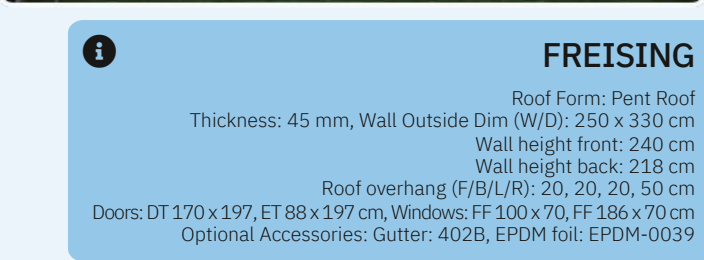 FREISING
Roof Form: Pent Roof
Thickness: 45 mm, Wall Outside Dim (W/D): 250 x 330 cm
Wall height front: 240 cm
Wall height back: 218 cm
Roof overhang (F/B/L/R): 20, 20, 20, 50 cm
Doors: DT 170 x 197, ET 88 x 197 cm, Windows: FF 100 x 70, FF 186 x 70 cm
Optional Accessories: Gutter: 402B, EPDM foil: EPDM-0039